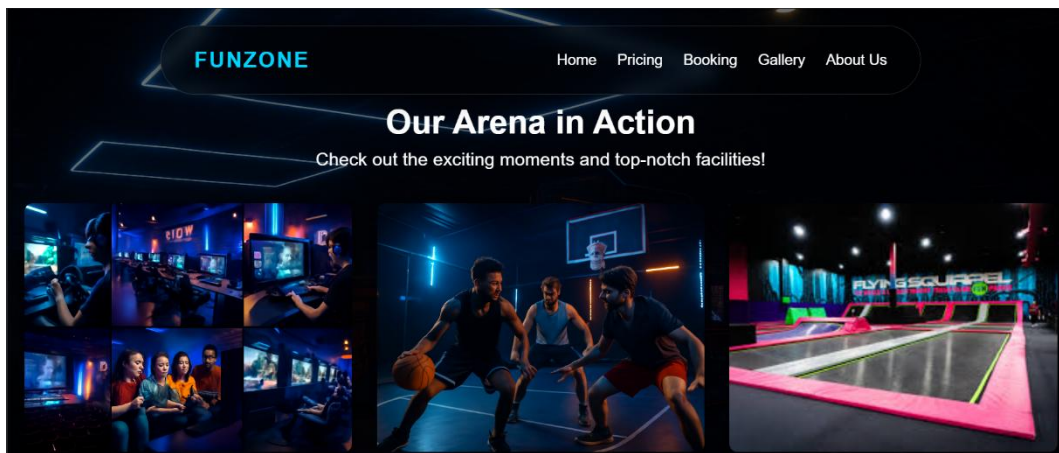 FUNZONE
Home Pricing Booking Gallery About Us
Our Arena in Action
Check out the exciting moments and top-notch facilities!
FLYING SQUIRREL